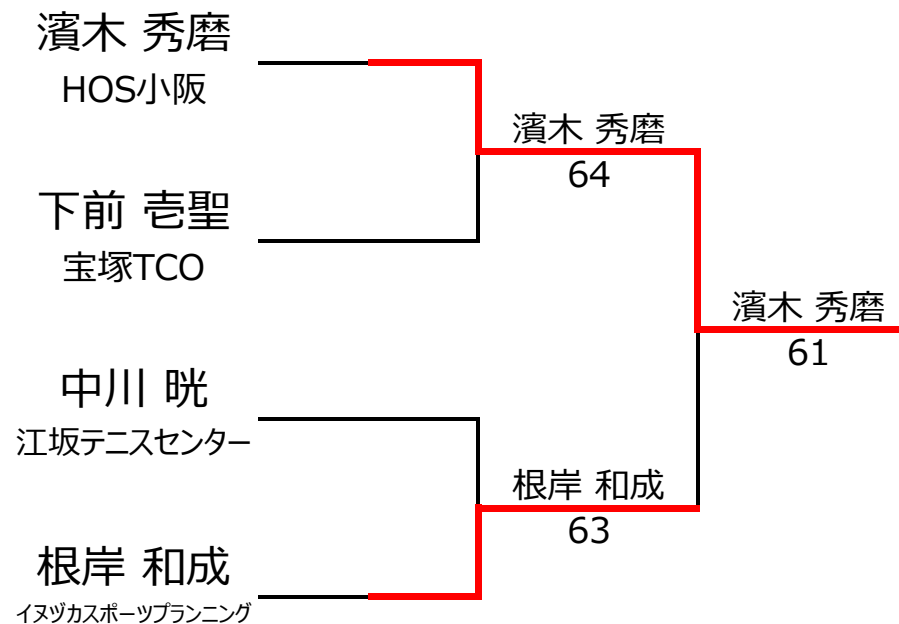 濱木 秀磨
HOS小阪
濱木 秀磨
64
下前 壱聖
宝塚TCO
濱木 秀磨
61
中川 晄
江坂テニスセンター
根岸 和成
63
根岸 和成
イヌヅカスポーツプランニング